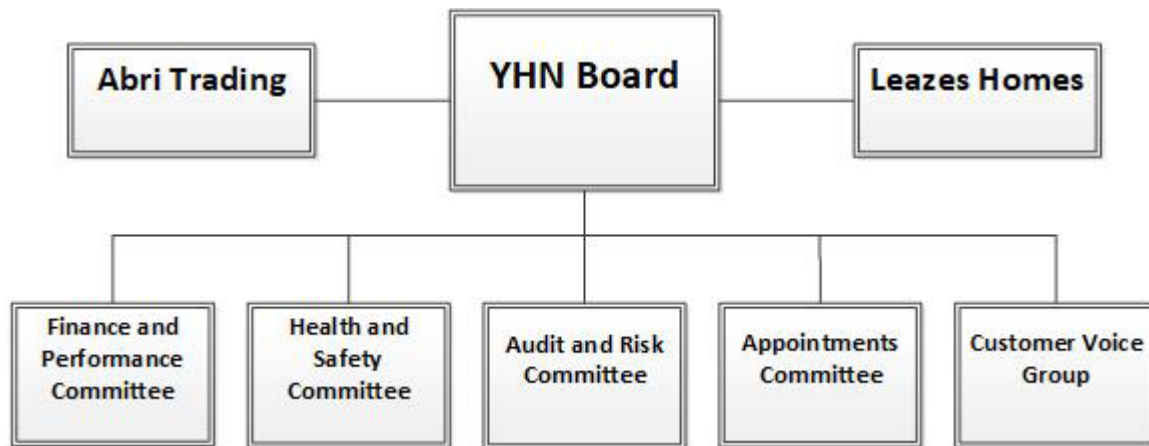 Abri Trading
YHN Board
Leazes Homes
Finance and
Performance
Committee
Health and
Safety
Committee
Audit and Risk
Committee
Appointments
Committee
Customer Voice
Group